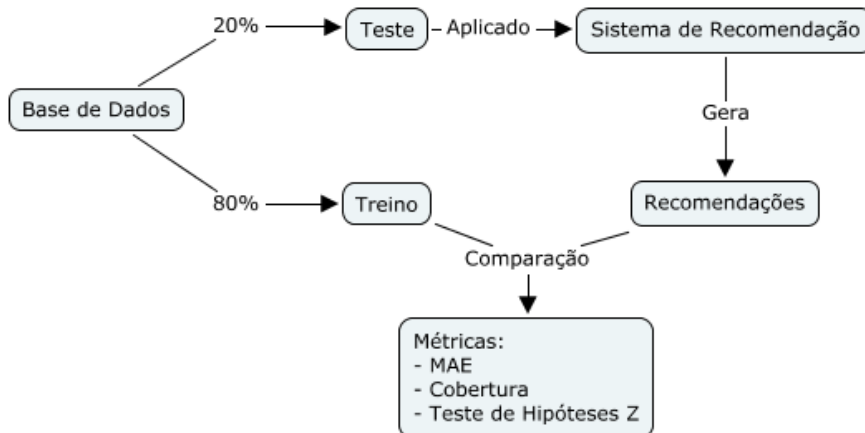 20%
Teste
Aplicado
Sistema de Recomendação
Base de Dados
Gera
80%
Treino
Recomendações
Comparação
Métricas:
- MAE
- Cobertura
- Teste de Hipóteses Z